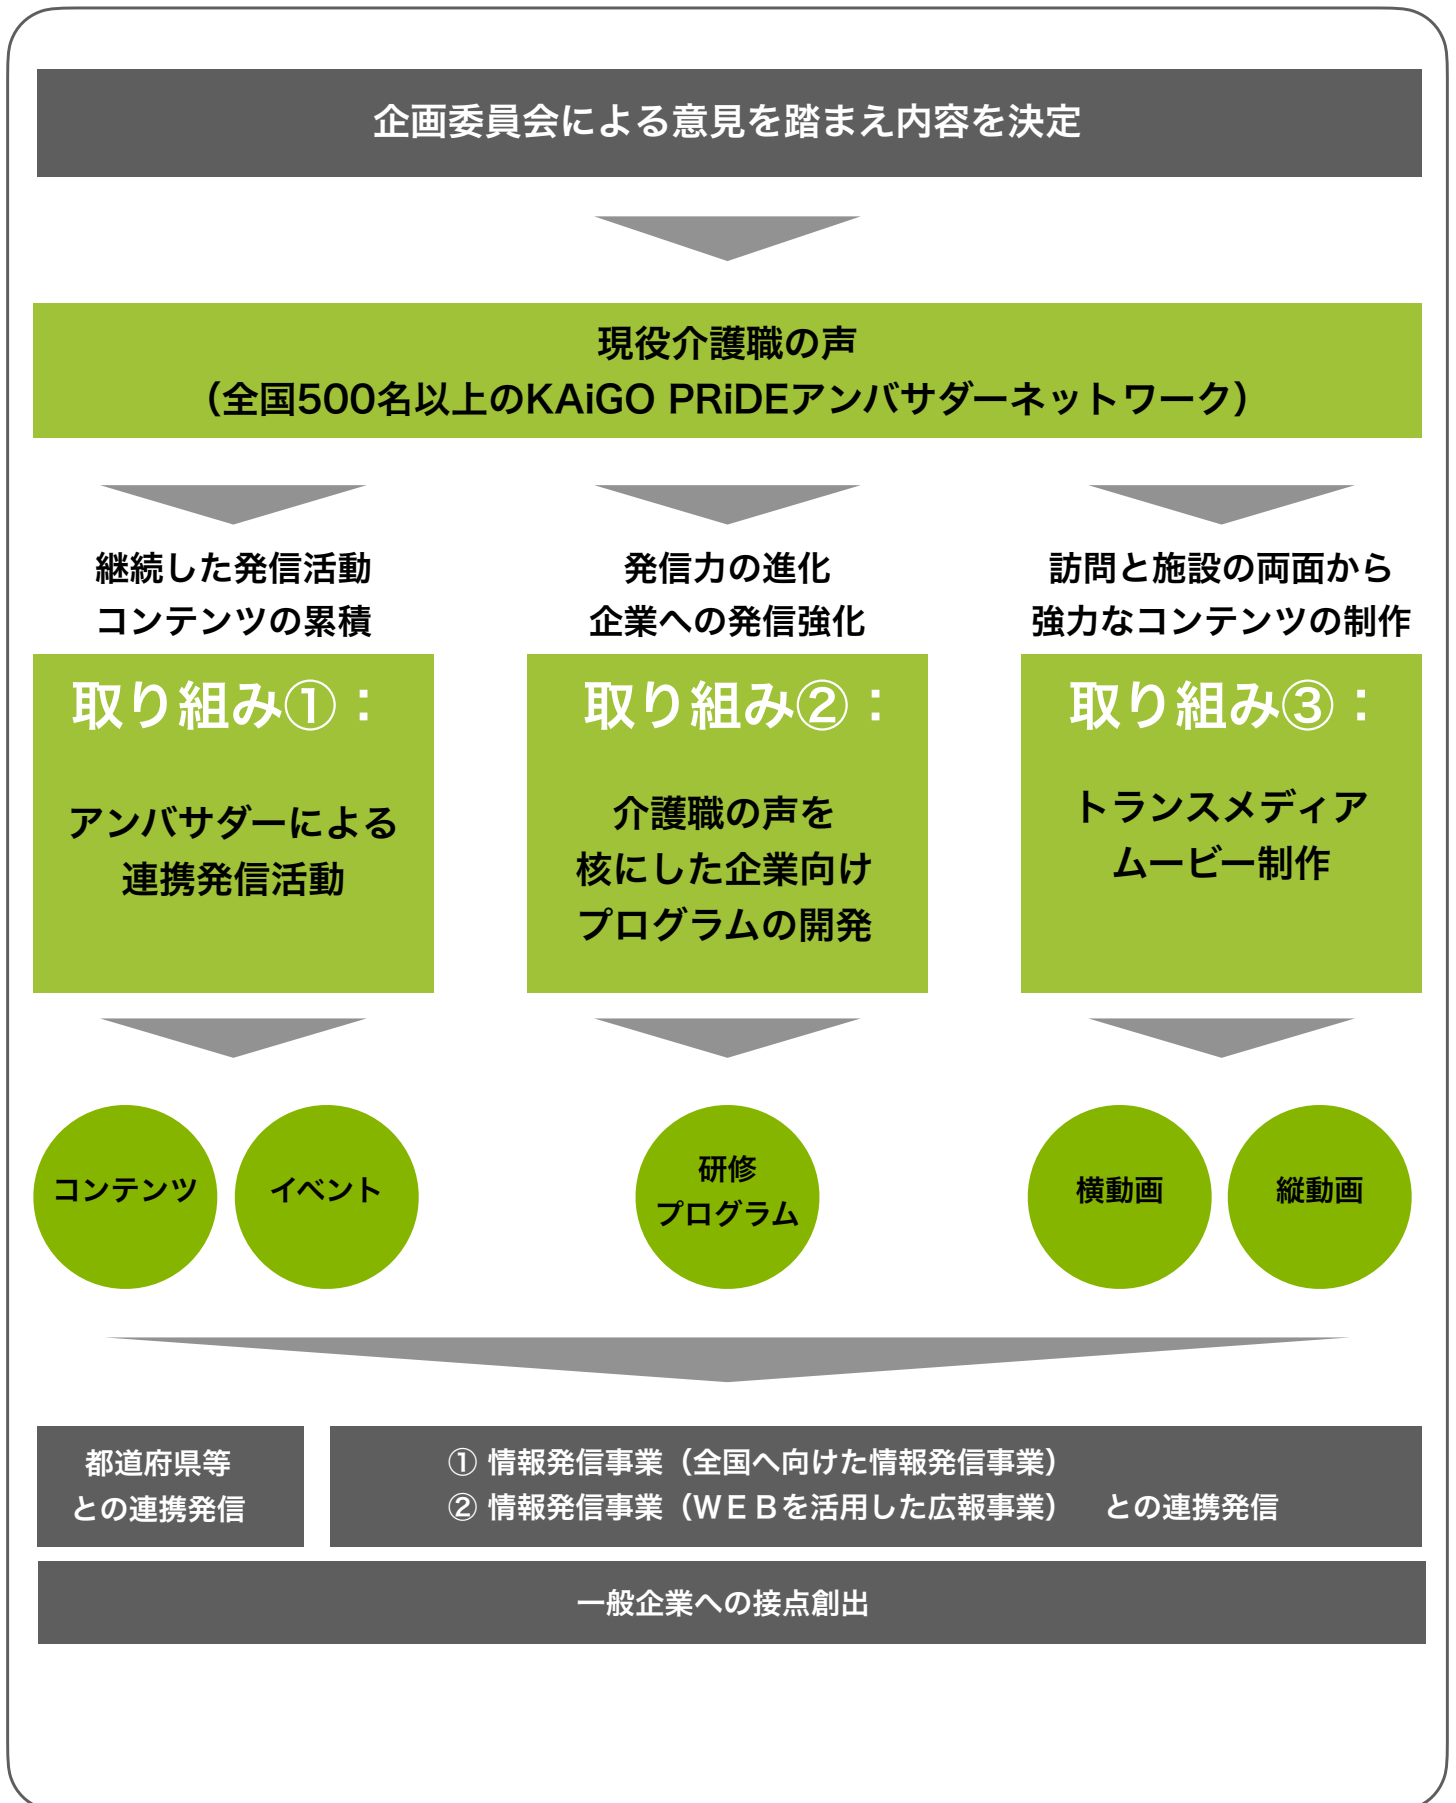 企画委員会による意見を踏まえ内容を決定
現役介護職の声
（全国500名以上のKAiGO PRiDEアンバサダーネットワーク）
継続した発信活動
コンテンツの累積
取り組み①：
アンバサダーによる
連携発信活動
発信力の進化
企業への発信強化
取り組み②：
介護職の声を
核にした企業向け
プログラムの開発
訪問と施設の両面から
強力なコンテンツの制作
取り組み③：
トランスメディア
ムービー制作
コンテンツ
イベント
研修
プログラム
横動画
縦動画
都道府県等
との連携発信
① 情報発信事業（全国へ向けた情報発信事業）
② 情報発信事業（ＷＥＢを活用した広報事業）　との連携発信
一般企業への接点創出